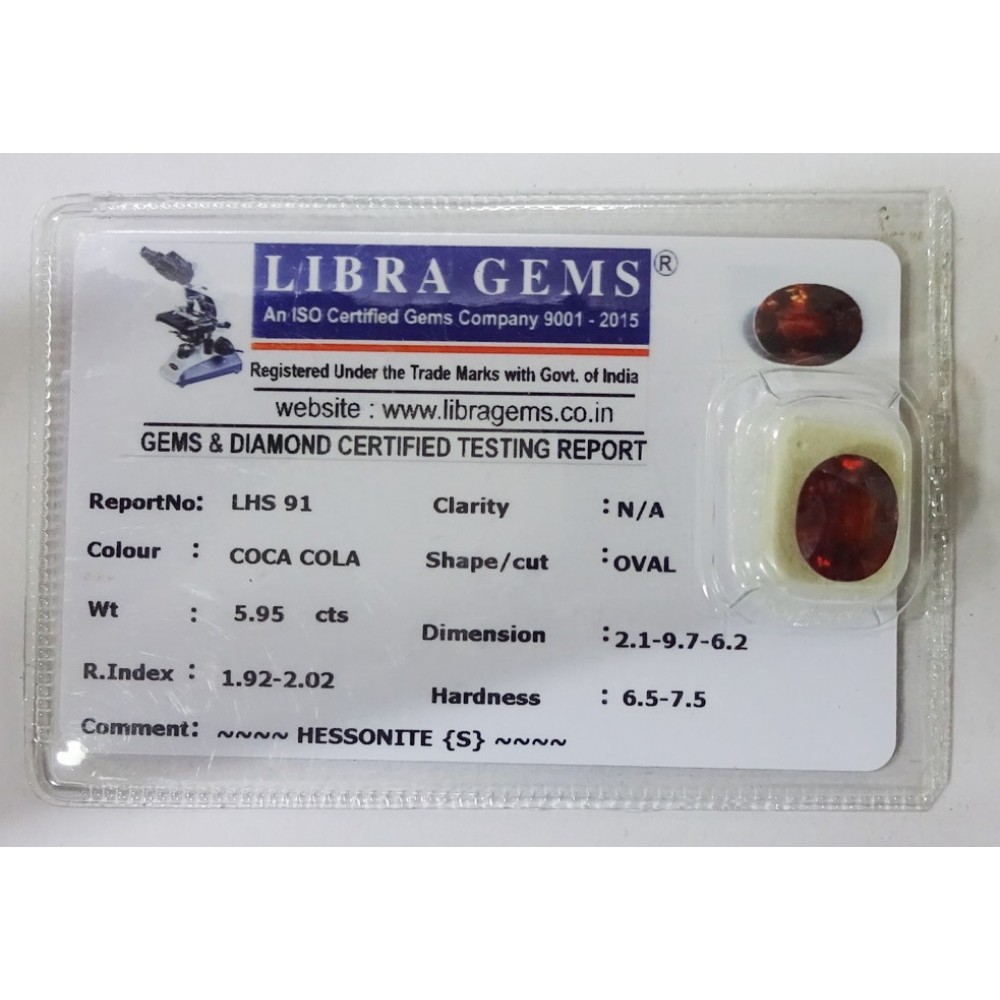 LIBRA GEMS ®
An ISO Certified Gems Company 9001 - 2015
Registered Under the Trade Marks with Govt. of India
website : www.libragems.co.in
GEMS & DIAMOND CERTIFIED TESTING REPORT
ReportNo: LHS 91
Colour : COCA COLA
Wt : 5.95 cts
R.Index : 1.92-2.02
Comment: ~~~~ HESSONITE {S} ~~~~
Clarity : N/A
Shape/cut : OVAL
Dimension : 2.1-9.7-6.2
Hardness : 6.5-7.5